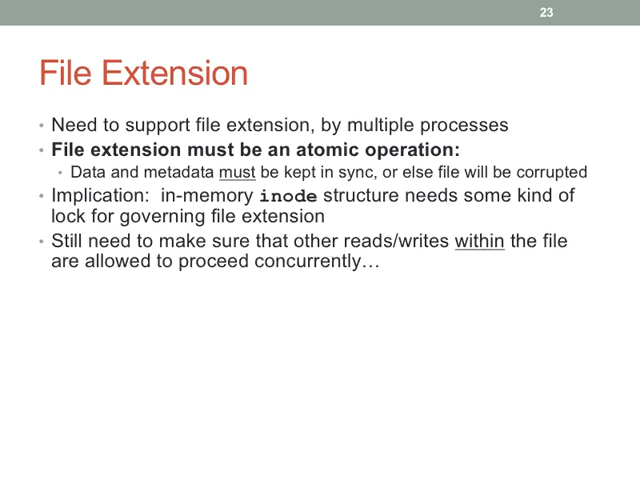 23
File Extension
• Need to support file extension, by multiple processes
• File extension must be an atomic operation:
• Data and metadata must be kept in sync, or else file will be corrupted
• Implication: in-memory inode structure needs some kind of
lock for governing file extension
• Still need to make sure that other reads/writes within the file
are allowed to proceed concurrently…